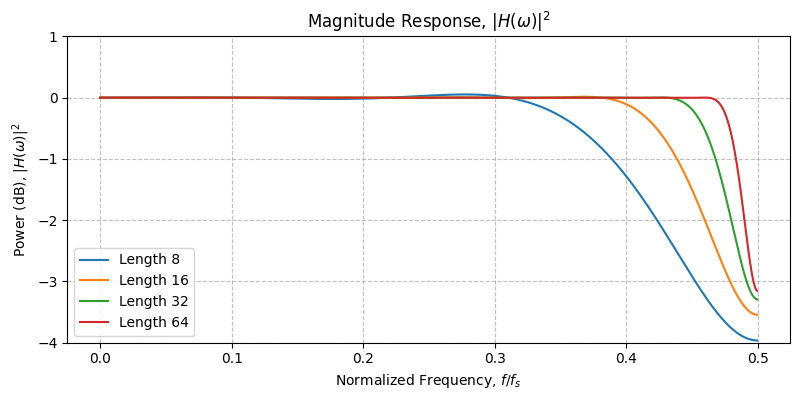 Magnitude Response, |H(ω)|²
1
0
−1
−2
−3
−4
Power (dB), |H(ω)|²
Length 8
Length 16
Length 32
Length 64
0.0 0.1 0.2 0.3 0.4 0.5
Normalized Frequency, f/fₛ